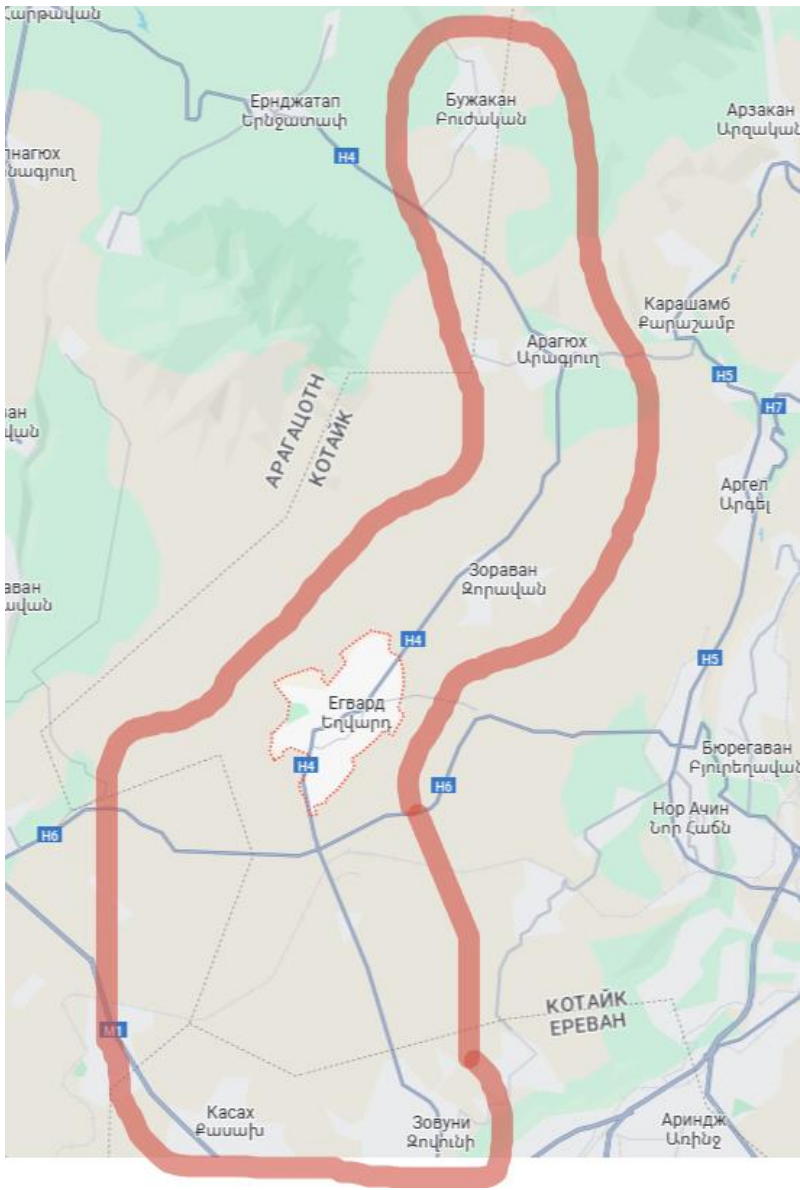 Ернджатап
Երնջատափ
Бужакан
Բուժական
Арзакан
H4
Карашамб
Քարաշամբ
Арагюх
Արագյուղ
H5
H7
АРАГАЦОТН
КОТАЙК
Аргел
Արգել
Зораван
Զորավան
H4
H5
Егвард
Եղվարդ
Бюрегаван
H4
H6
H6
Нор Ачин
Նոր Հաճն
КОТАЙК
ЕРЕВАН
M1
Касах
Քասախ
Зовуни
Զովունի
Ариндж
Առինջ